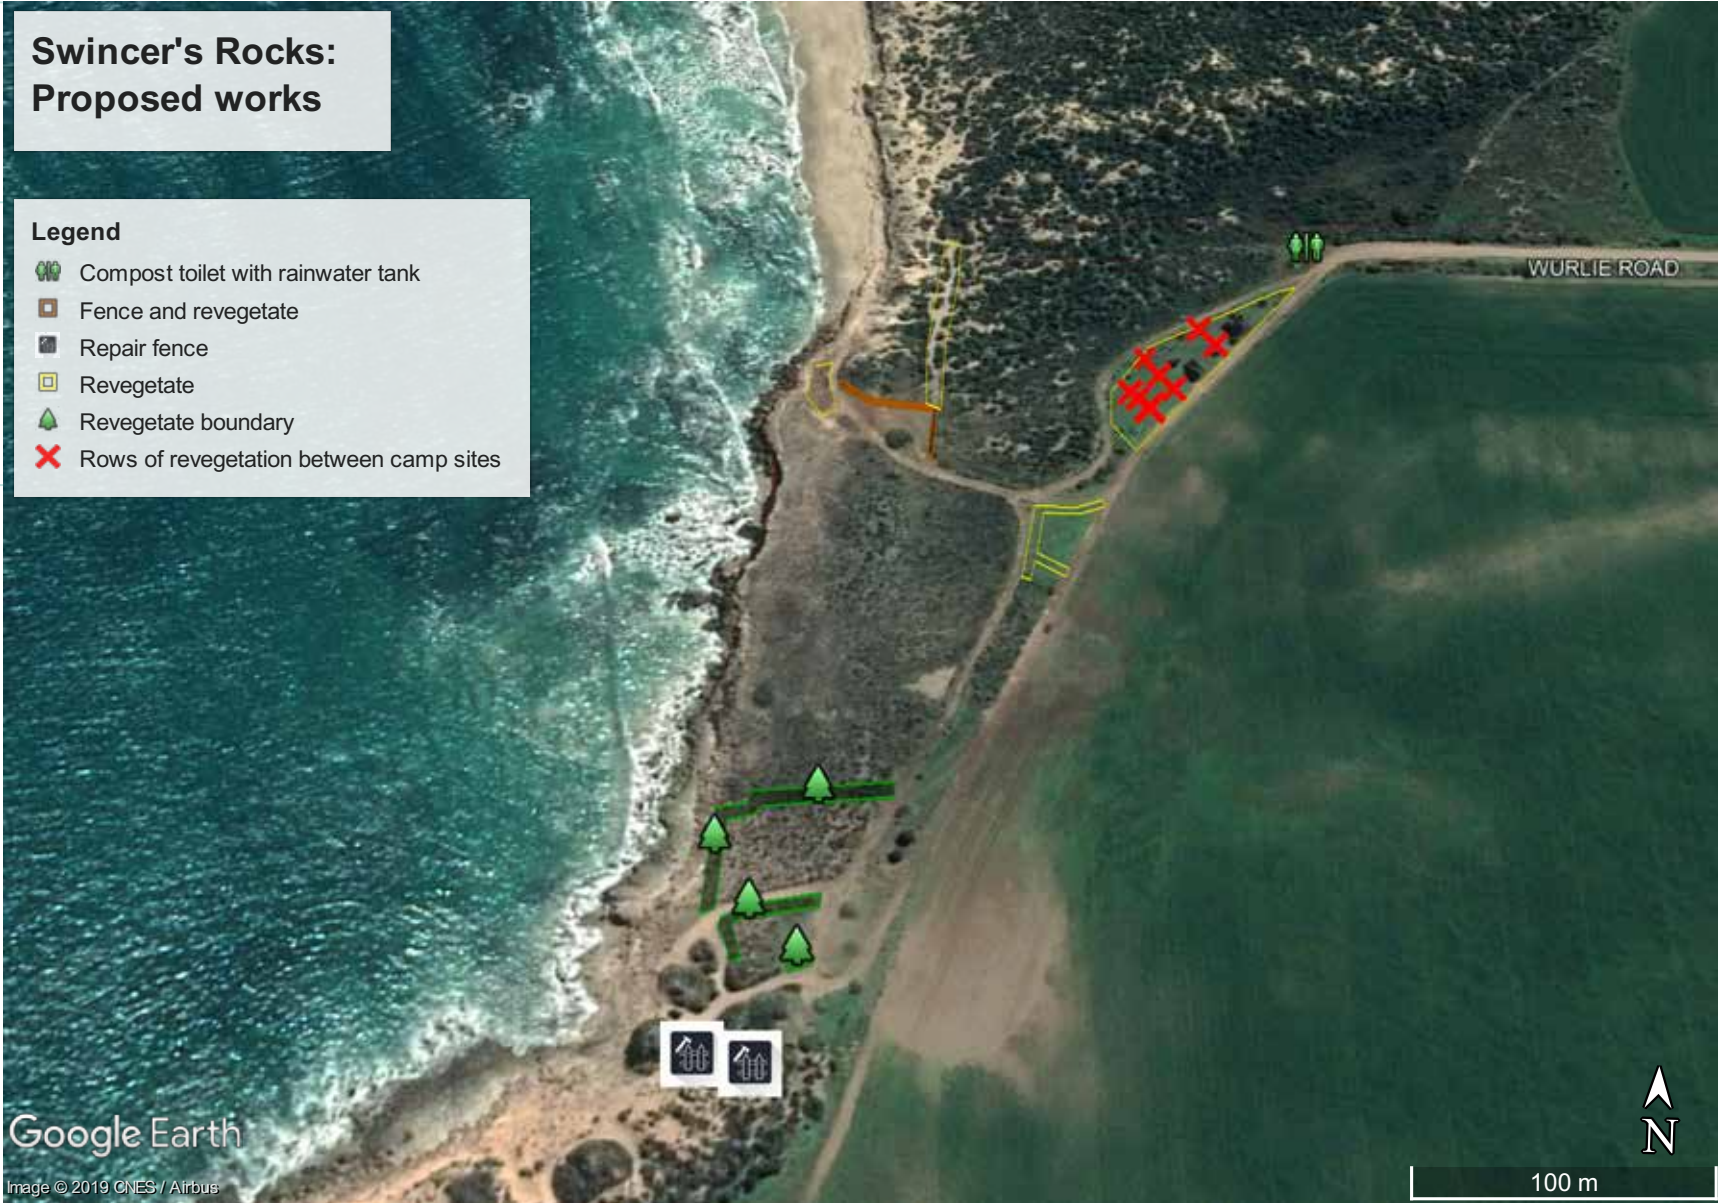 Swincer's Rocks:
Proposed works
Legend
Compost toilet with rainwater tank
Fence and revegetate
Repair fence
Revegetate
Revegetate boundary
Rows of revegetation between camp sites
WURLIE ROAD
N
Google Earth
Image © 2019 CNES / Airbus
100 m